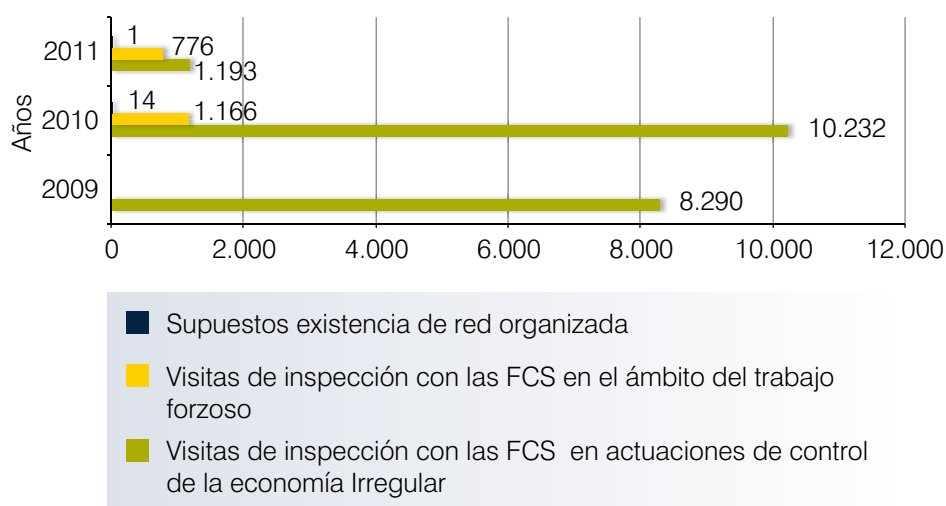 2011
1
776
1.193
2010
14
1.166
10.232
2009
8.290
Años
0 2.000 4.000 6.000 8.000 10.000 12.000
Supuestos existencia de red organizada
Visitas de inspección con las FCS en el ámbito del trabajo
forzoso
Visitas de inspección con las FCS en actuaciones de control
de la economía Irregular